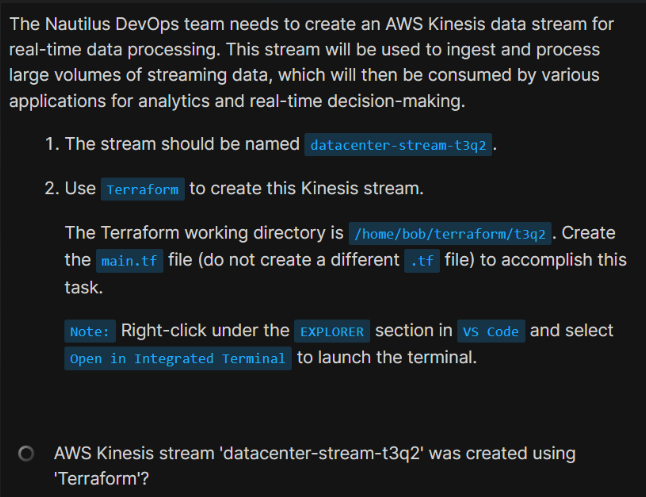 The Nautilus DevOps team needs to create an AWS Kinesis data stream for
real-time data processing. This stream will be used to ingest and process
large volumes of streaming data, which will then be consumed by various
applications for analytics and real-time decision-making.
1. The stream should be named datacenter-stream-t3q2 .
2. Use Terraform to create this Kinesis stream.
The Terraform working directory is /home/bob/terraform/t3q2 . Create
the main.tf file (do not create a different .tf file) to accomplish this
task.
Note: Right-click under the EXPLORER section in VS Code and select
Open in Integrated Terminal to launch the terminal.
AWS Kinesis stream 'datacenter-stream-t3q2' was created using
'Terraform'?